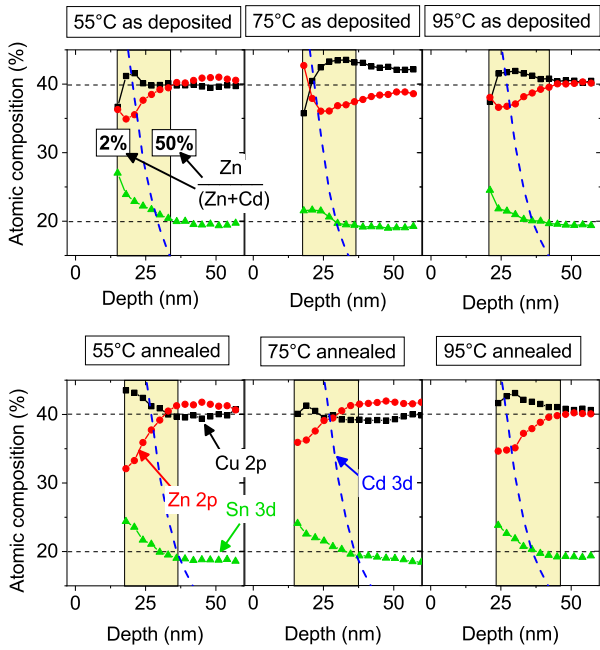 55°C as deposited 75°C as deposited 95°C as deposited
Atomic composition (%)
40
30
20
2% 50% Zn
(Zn+Cd)
0 25 50 0 25 50 0 25 50
Depth (nm) Depth (nm) Depth (nm)
55°C annealed 75°C annealed 95°C annealed
Atomic composition (%)
40
30
20
Cu 2p
Zn 2p
Sn 3d
Cd 3d
0 25 50 0 25 50 0 25 50
Depth (nm) Depth (nm) Depth (nm)